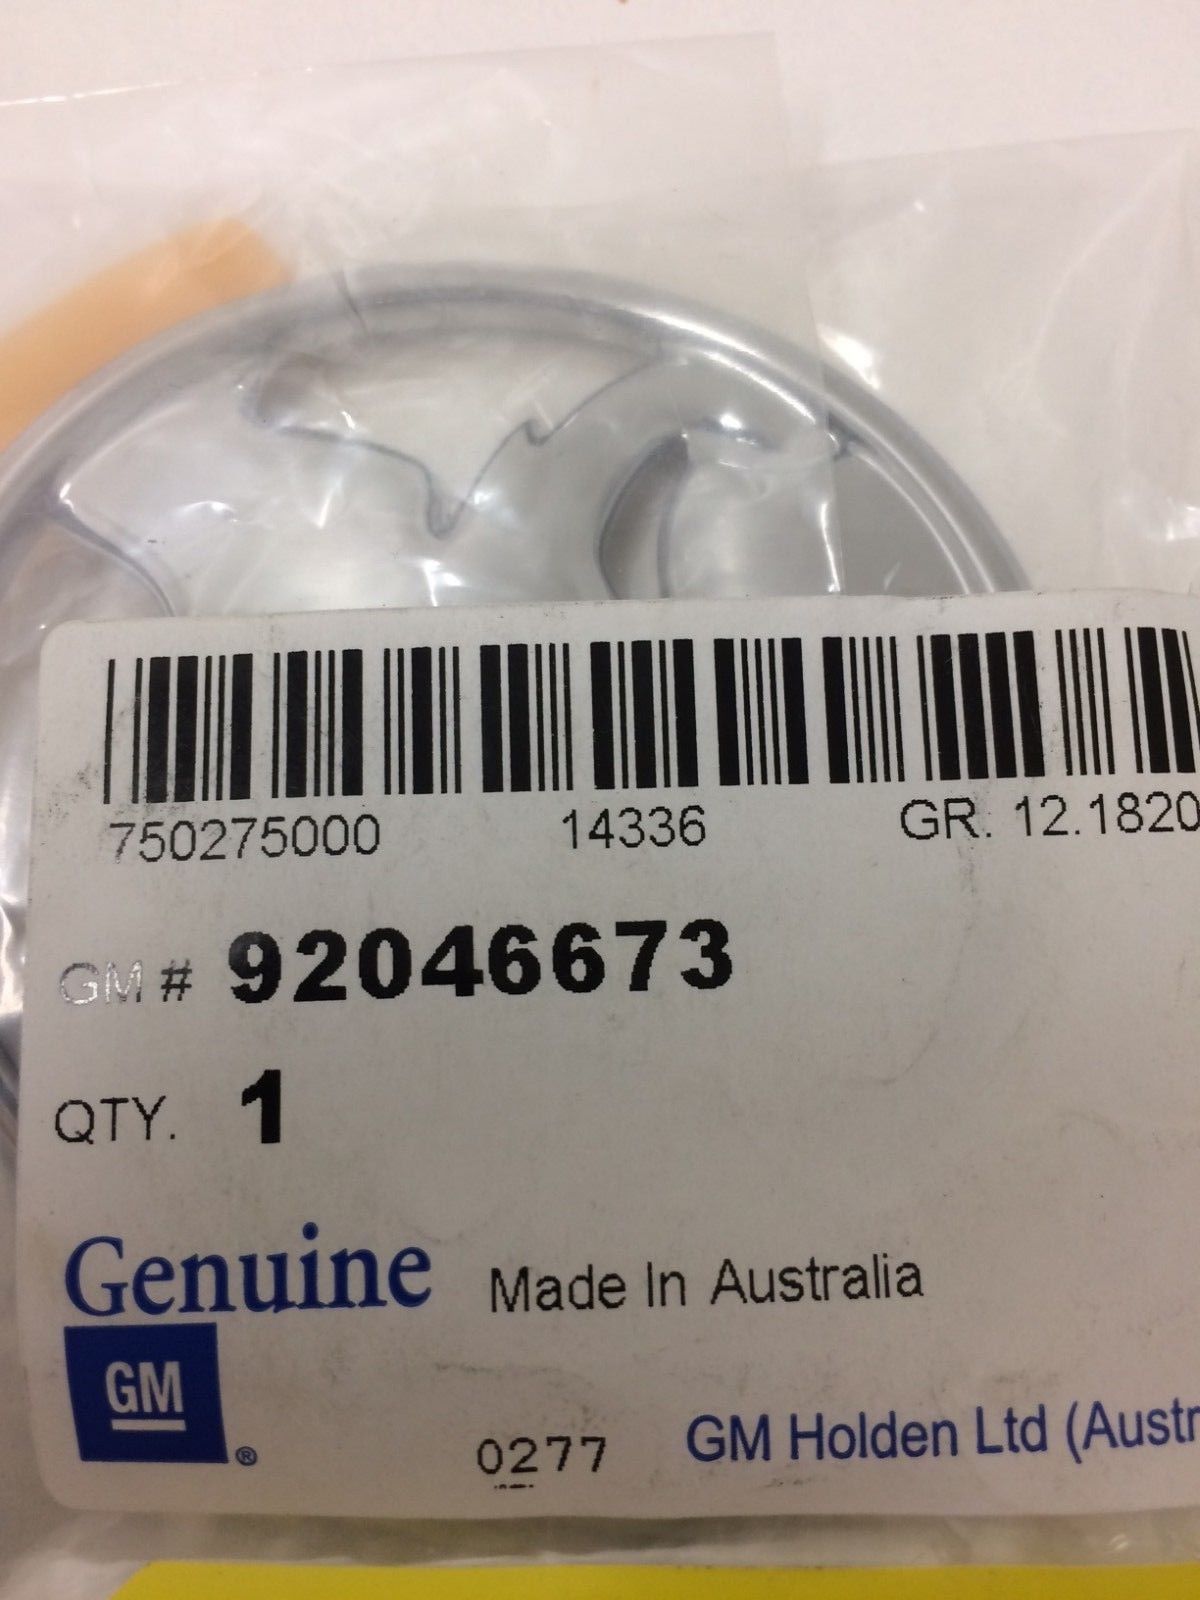 750275000 14336 GR. 12.1820
GM # 92046673
QTY. 1
Genuine Made In Australia
GM ®
0277 GM Holden Ltd (Austr